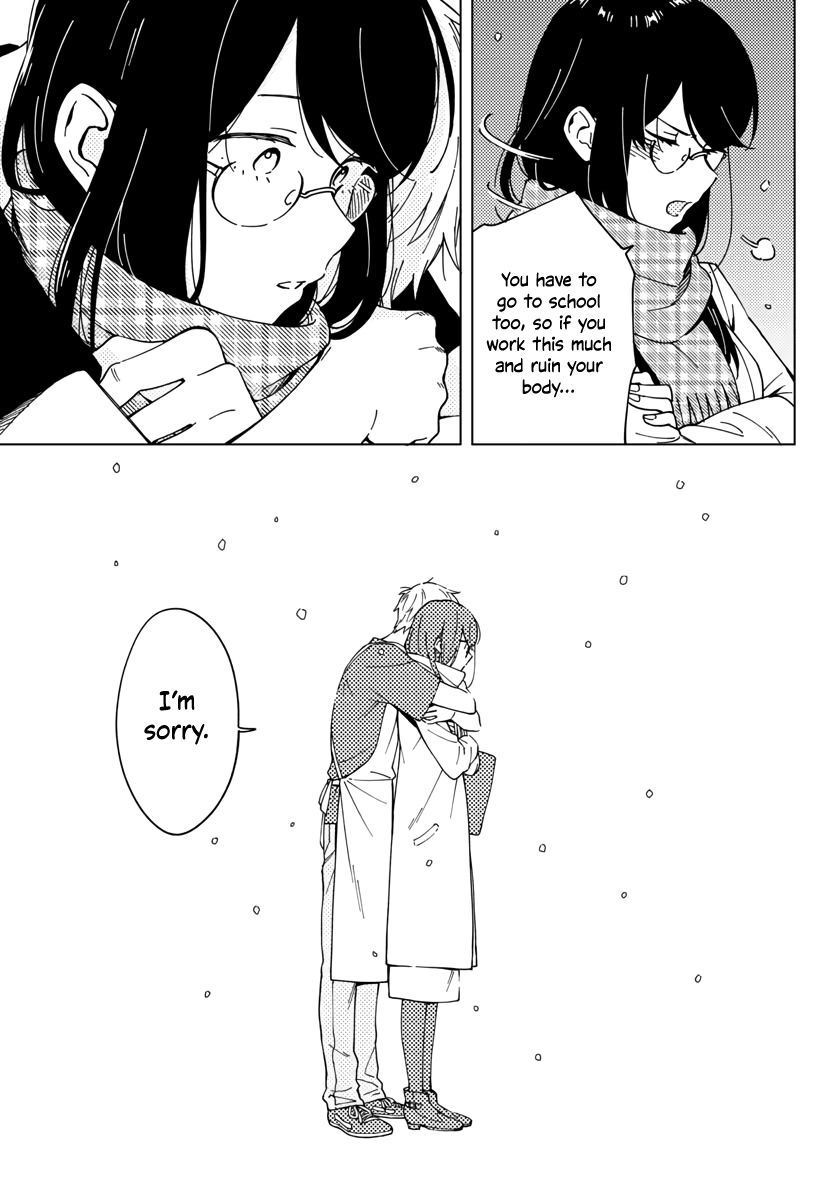 You have to
go to school
too, so if you
work this much
and ruin your
body...
I'm
sorry.